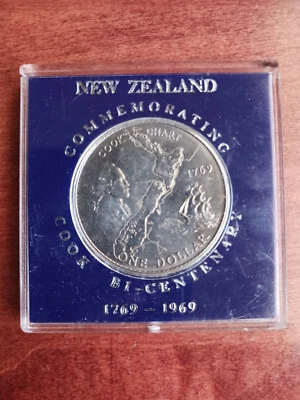 NEW ZEALAND
COMMEMORATING
COOK BI-CENTENARY
1769 - 1969
COOK'S CHART
1769
ONE DOLLAR